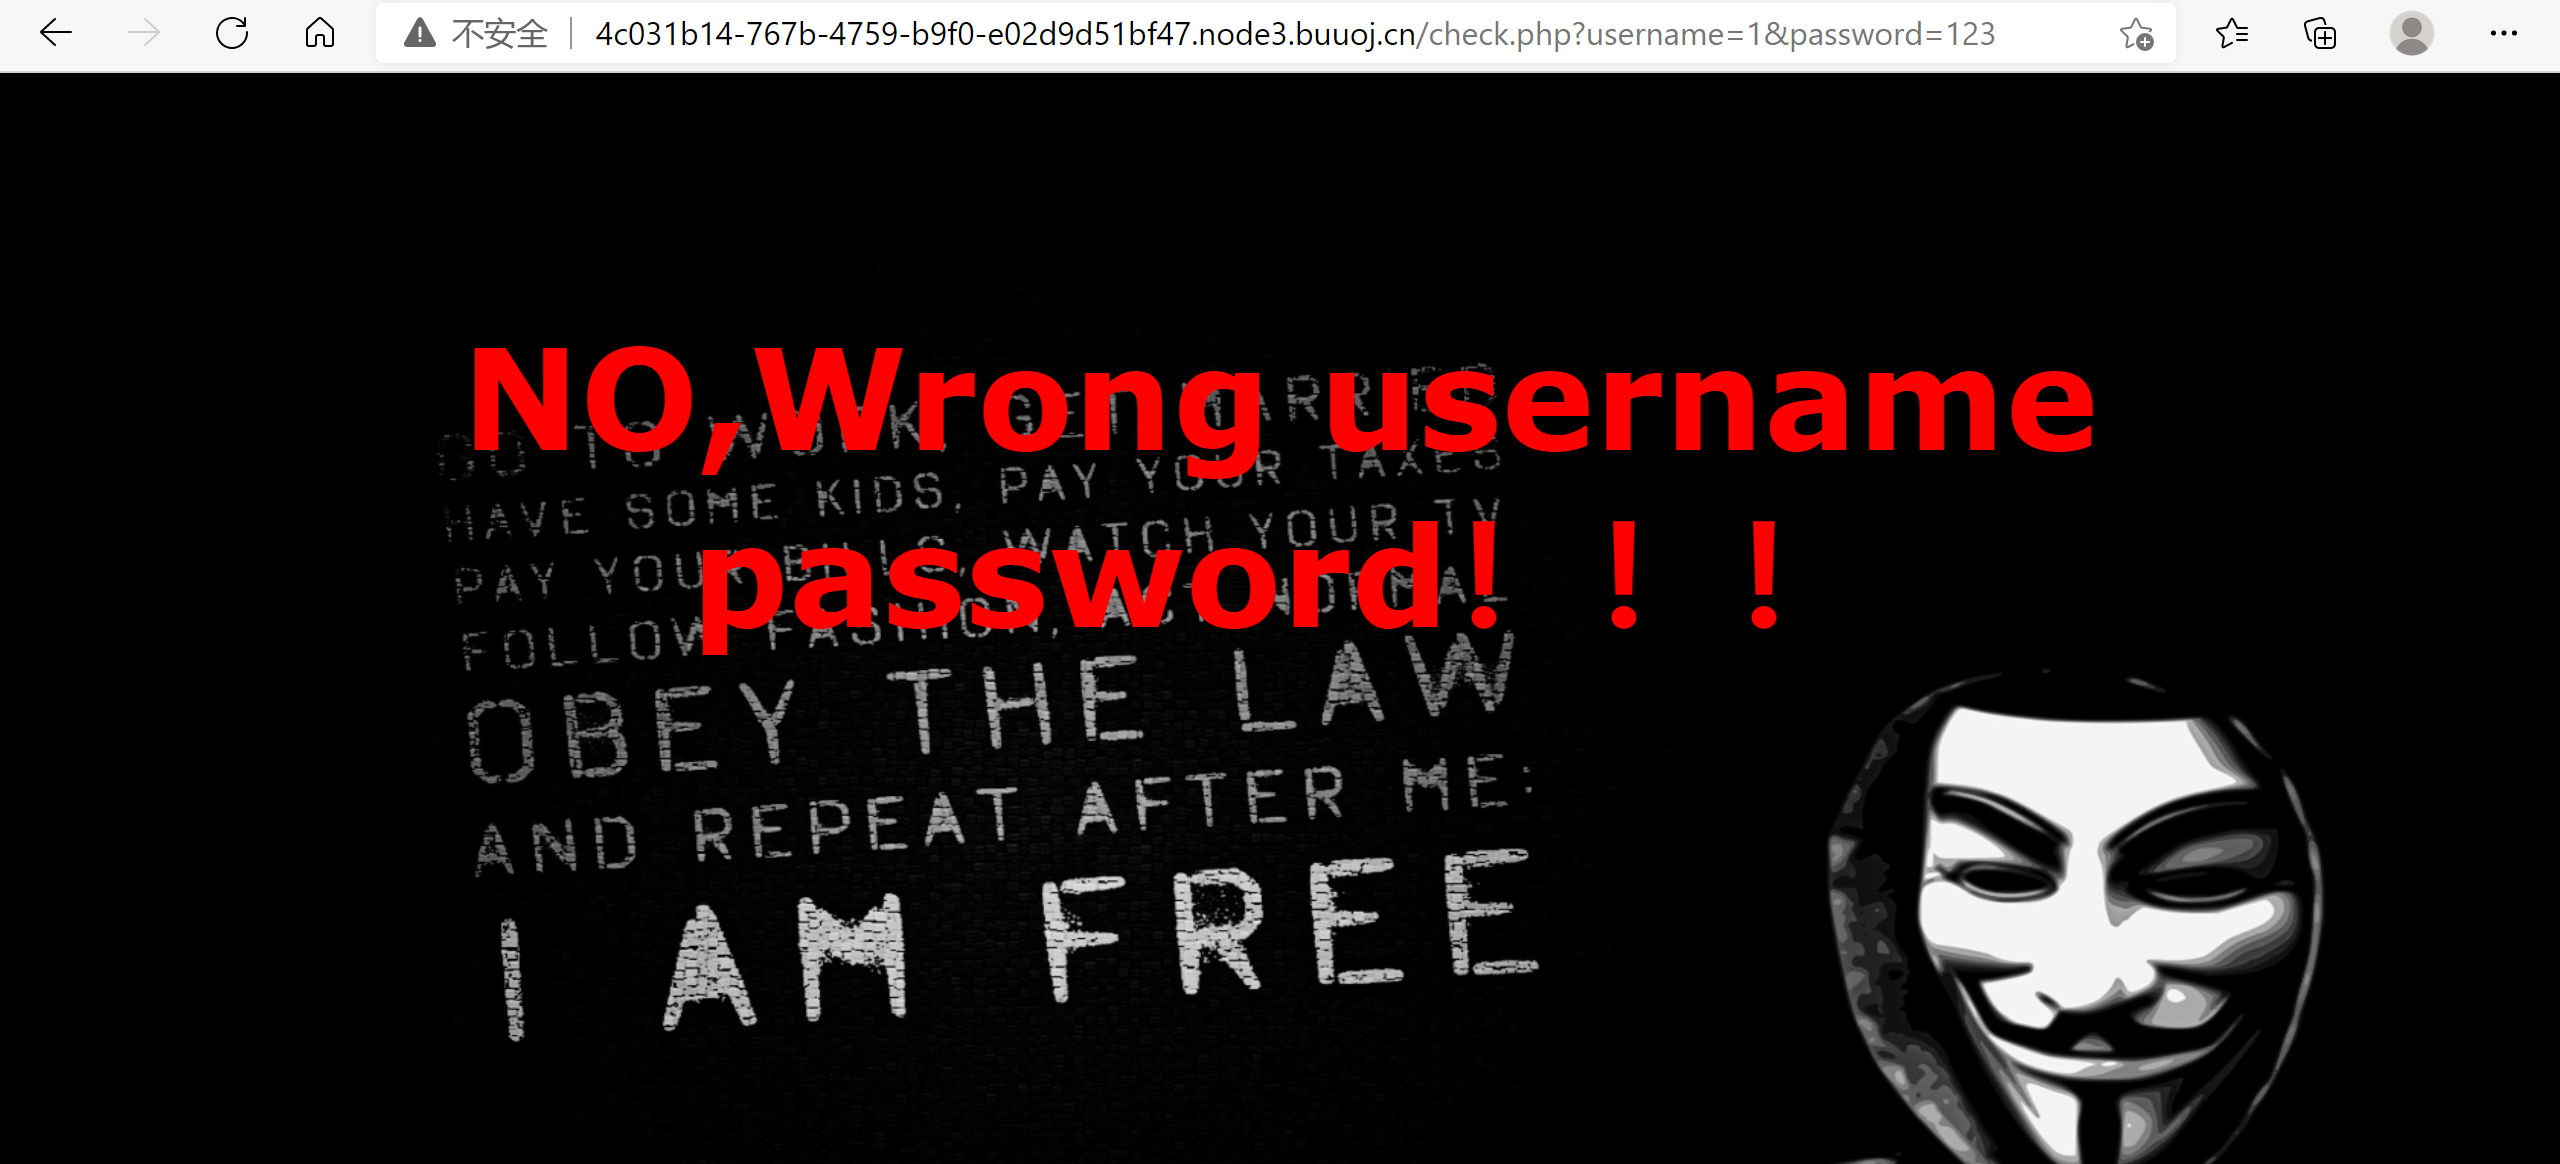 不安全 4c031b14-767b-4759-b9f0-e02d9d51bf47.node3.buuoj.cn/check.php?username=1&password=123
NO,Wrong username
password！！！
GO TO WORK, GET MARRIED
HAVE SOME KIDS, PAY YOUR TAXES
PAY YOUR BILLS, WATCH YOUR TV
FOLLOW FASHION, ACT NORMAL
OBEY THE LAW
AND REPEAT AFTER ME:
I AM FREE